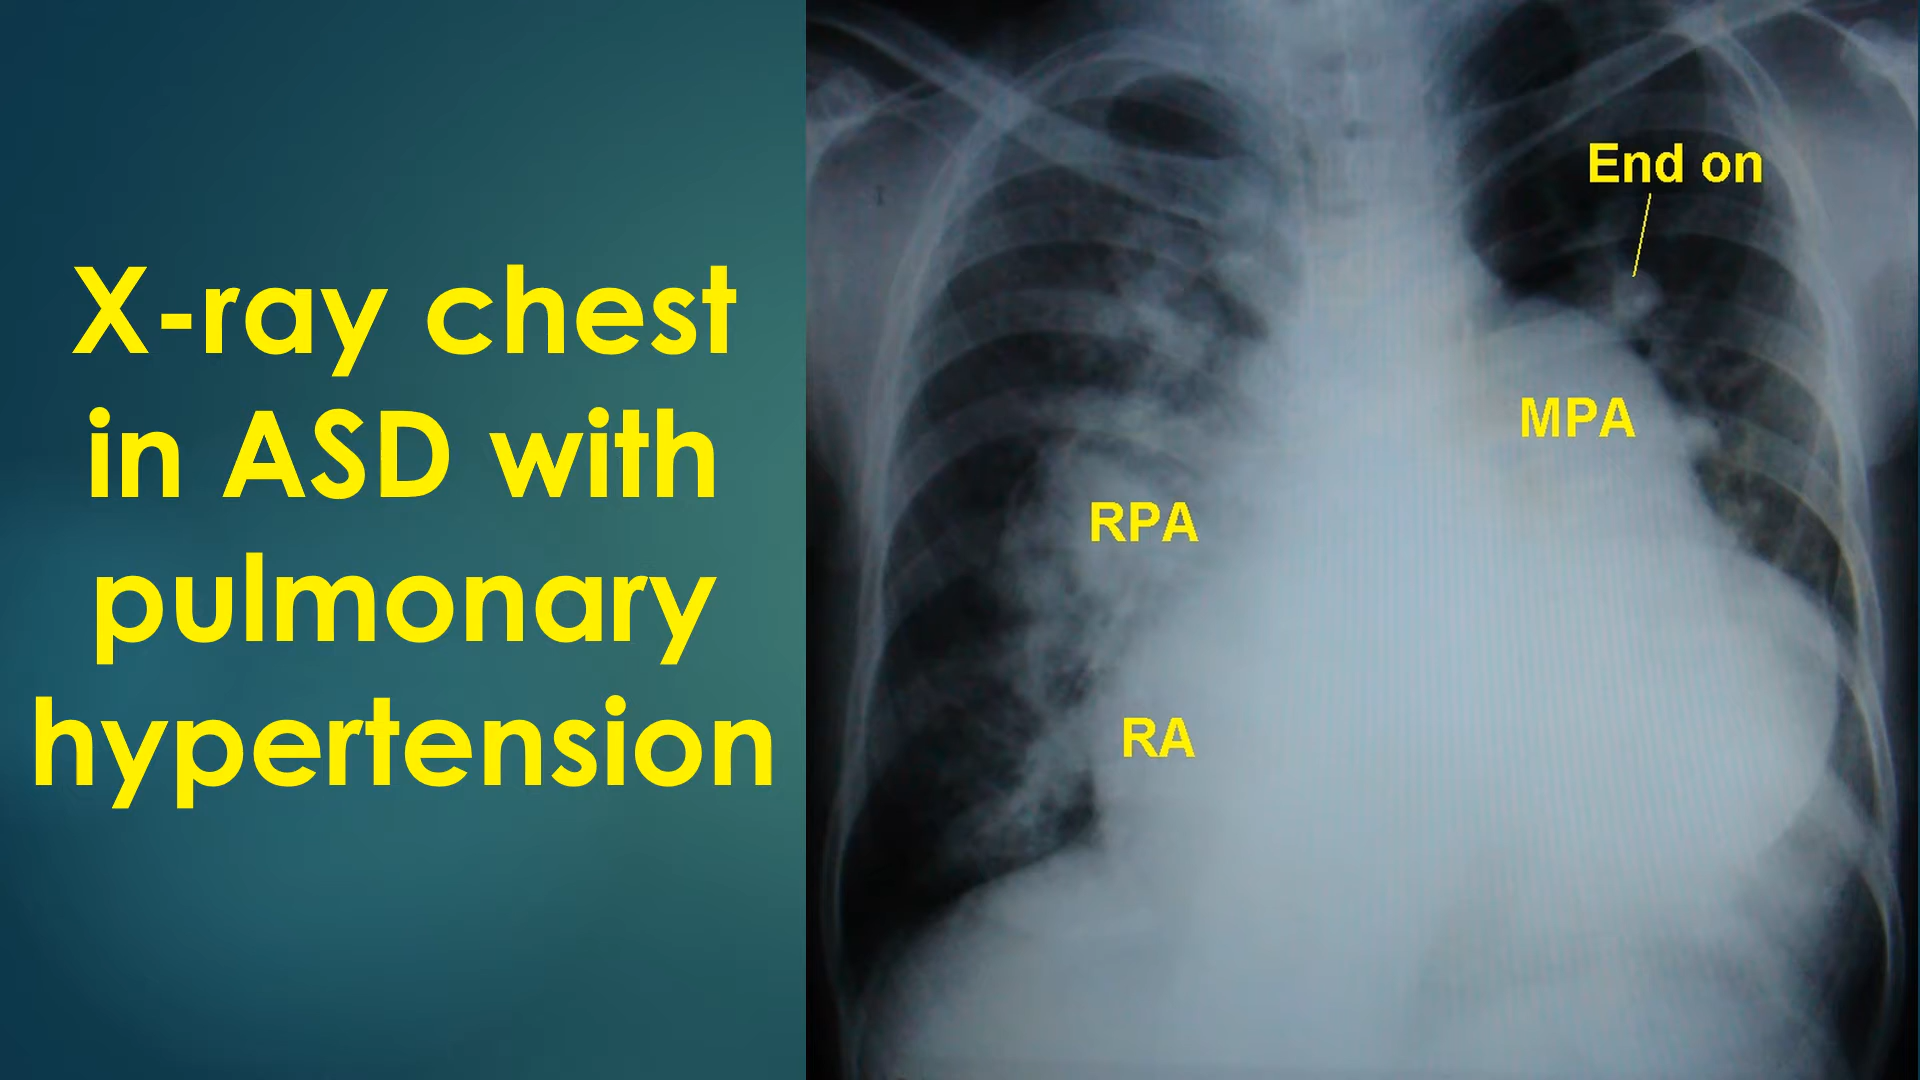 X-ray chest
in ASD with
pulmonary
hypertension
End on
MPA
RPA
RA